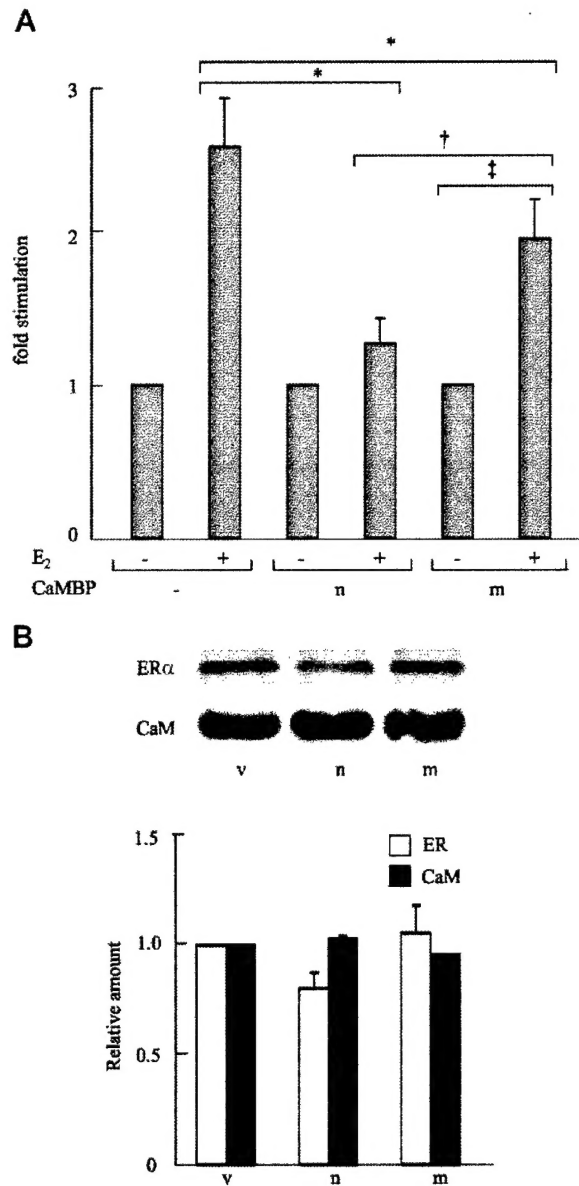 A
*
*
3
†
‡
2
fold stimulation
1
0
E2 - + - + - +
CaMBP - n m
B
ERα
CaM
v n m
1.5
ER
CaM
1.0
Relative amount
0.5
0
v n m